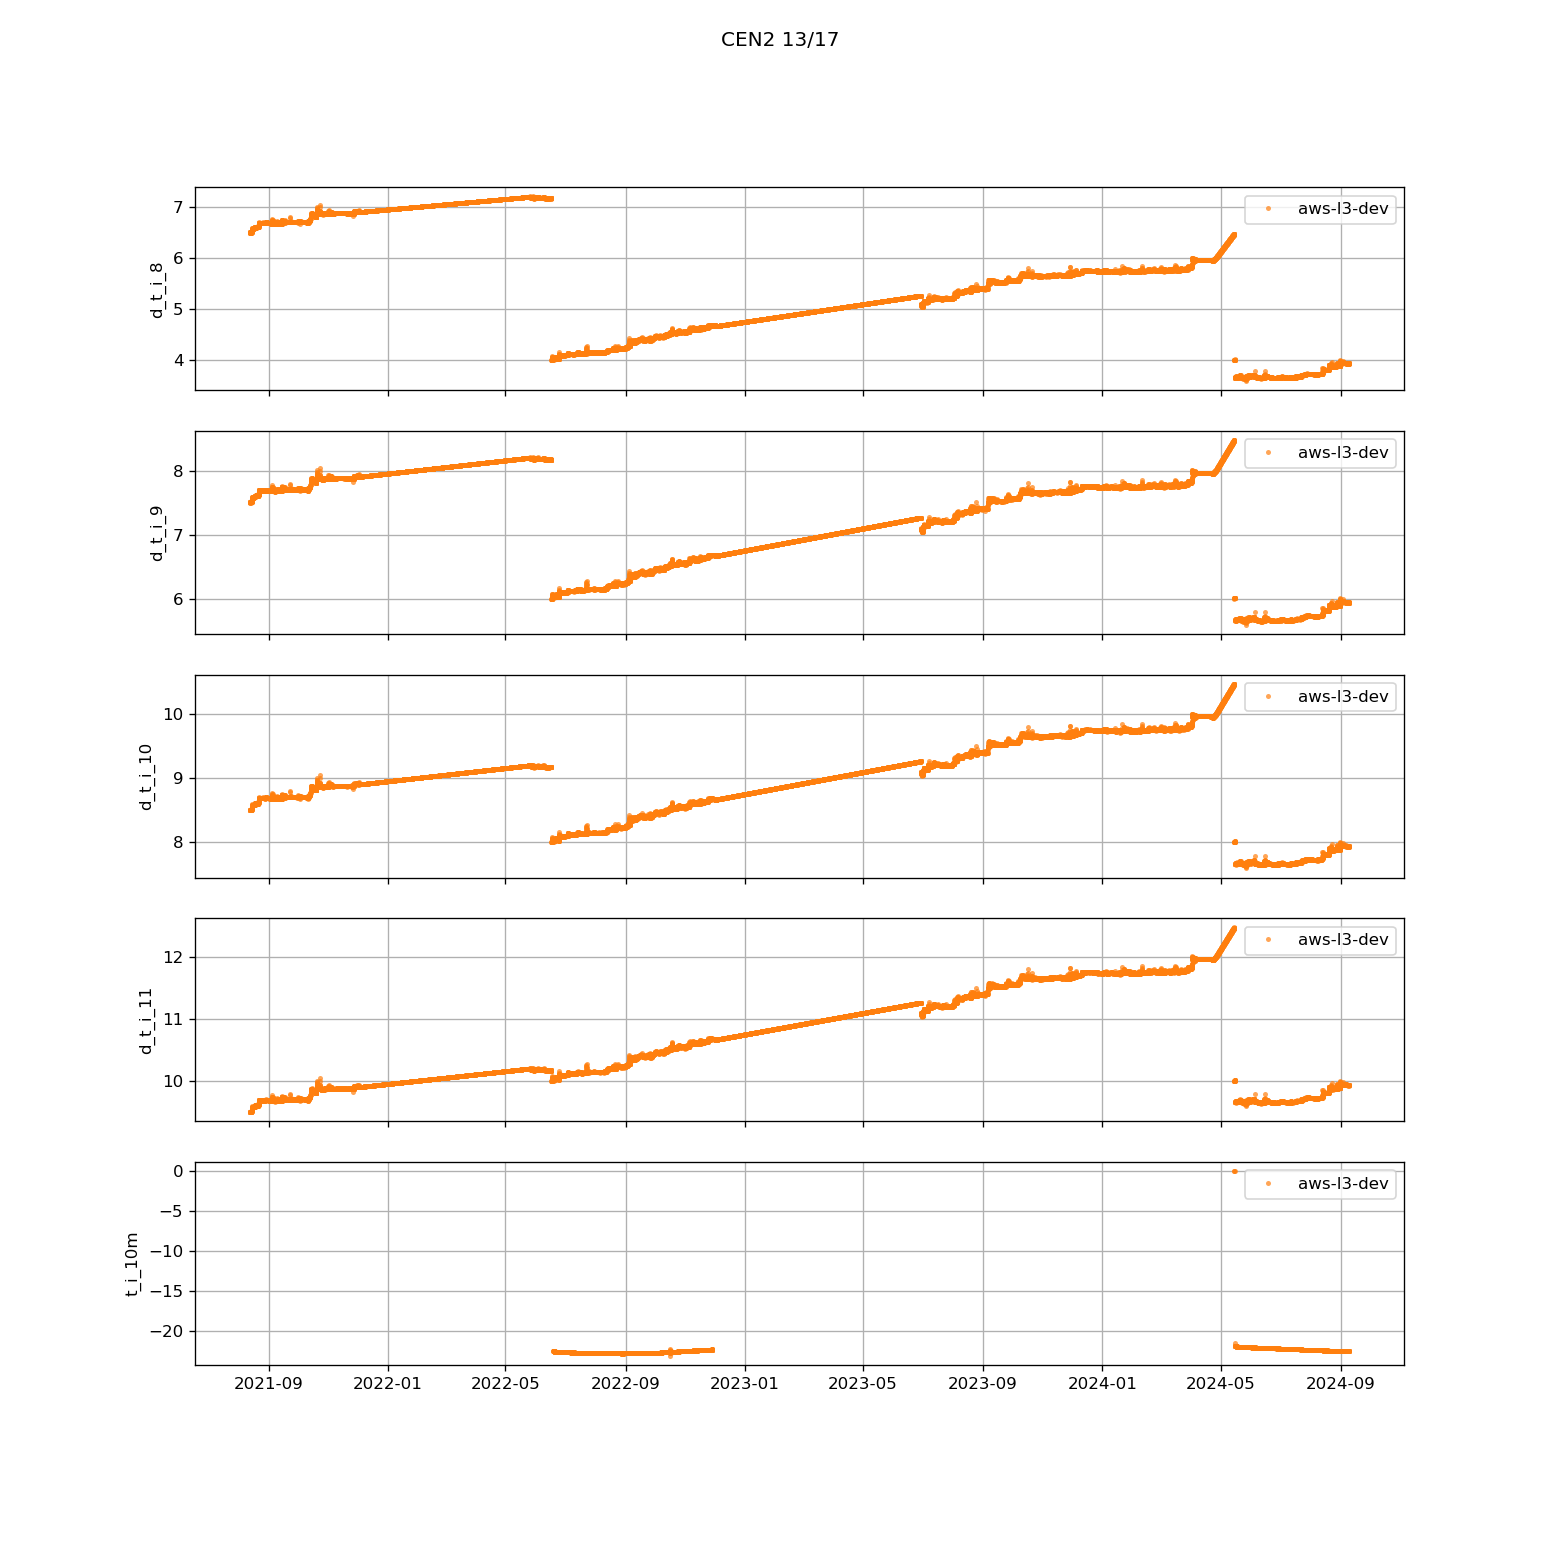 CEN2 13/17
7
6
5
4
d_t_i_8
aws-l3-dev
8
7
6
d_t_i_9
aws-l3-dev
10
9
8
d_t_i_10
aws-l3-dev
12
11
10
d_t_i_11
aws-l3-dev
0
−5
−10
−15
−20
t_i_10m
aws-l3-dev
2021-09 2022-01 2022-05 2022-09 2023-01 2023-05 2023-09 2024-01 2024-05 2024-09